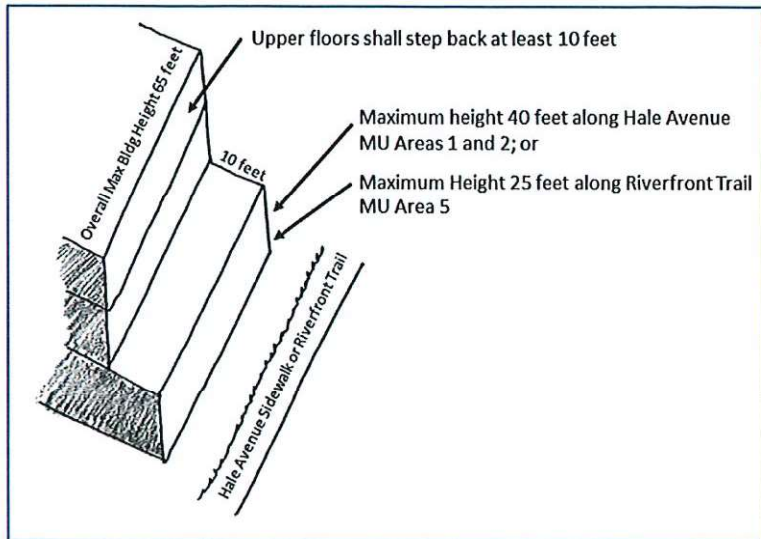 Upper floors shall step back at least 10 feet
Overall Max Bldg Height 65 feet
Maximum height 40 feet along Hale Avenue
MU Areas 1 and 2; or
10 feet
Maximum Height 25 feet along Riverfront Trail
MU Area 5
Hale Avenue Sidewalk or Riverfront Trail